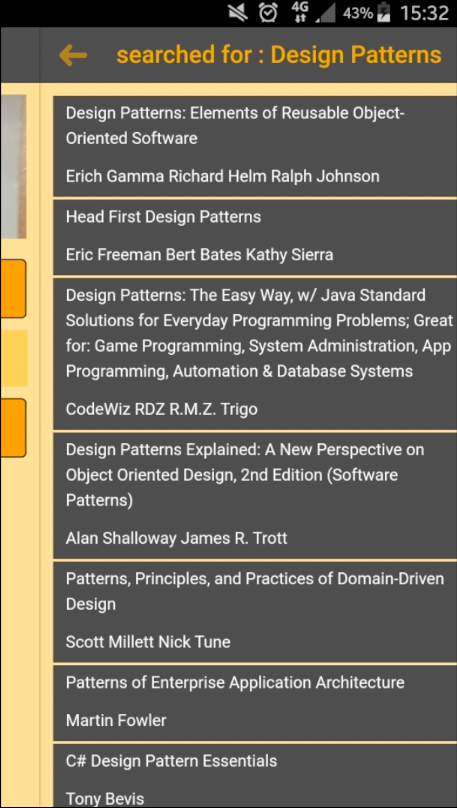 4G 43% 15:32
searched for : Design Patterns
Design Patterns: Elements of Reusable Object-
Oriented Software
Erich Gamma Richard Helm Ralph Johnson
Head First Design Patterns
Eric Freeman Bert Bates Kathy Sierra
Design Patterns: The Easy Way, w/ Java Standard
Solutions for Everyday Programming Problems; Great
for: Game Programming, System Administration, App
Programming, Automation & Database Systems
CodeWiz RDZ R.M.Z. Trigo
Design Patterns Explained: A New Perspective on
Object Oriented Design, 2nd Edition (Software
Patterns)
Alan Shalloway James R. Trott
Patterns, Principles, and Practices of Domain-Driven
Design
Scott Millett Nick Tune
Patterns of Enterprise Application Architecture
Martin Fowler
C# Design Pattern Essentials
Tony Bevis